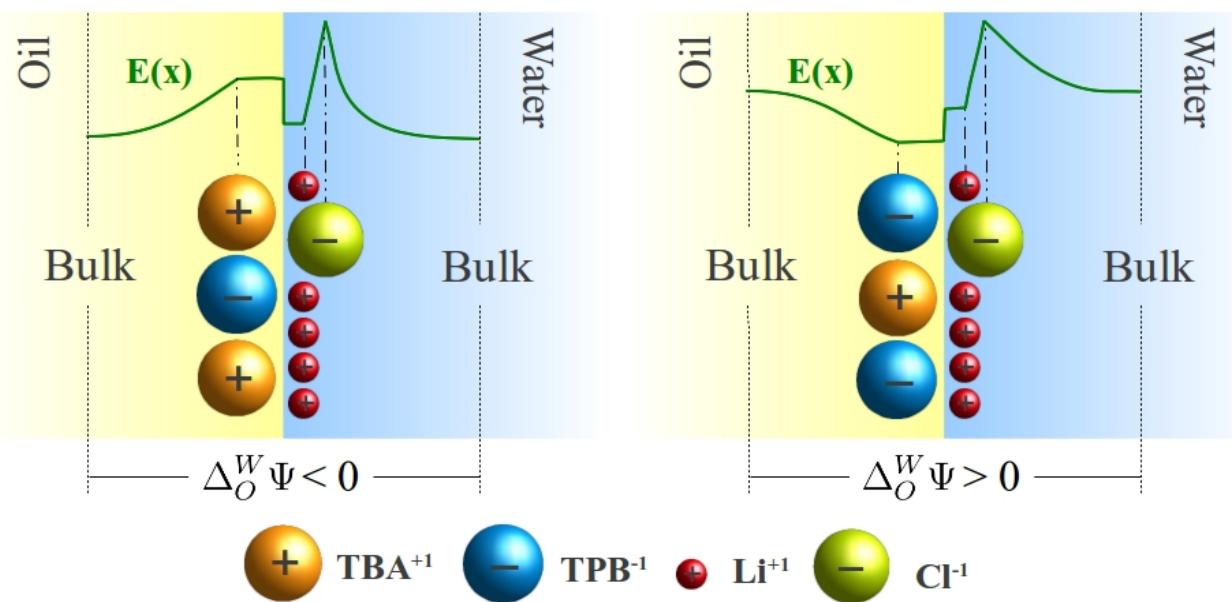 Oil
E(x)
Water
Bulk
Bulk
Δ_O^W Ψ < 0
Oil
E(x)
Water
Bulk
Bulk
Δ_O^W Ψ > 0
+
−
+
+
−
+
+
+
+
−
+
−
+
−
+
+
+
+
+ TBA⁺¹ − TPB⁻¹ + Li⁺¹ − Cl⁻¹